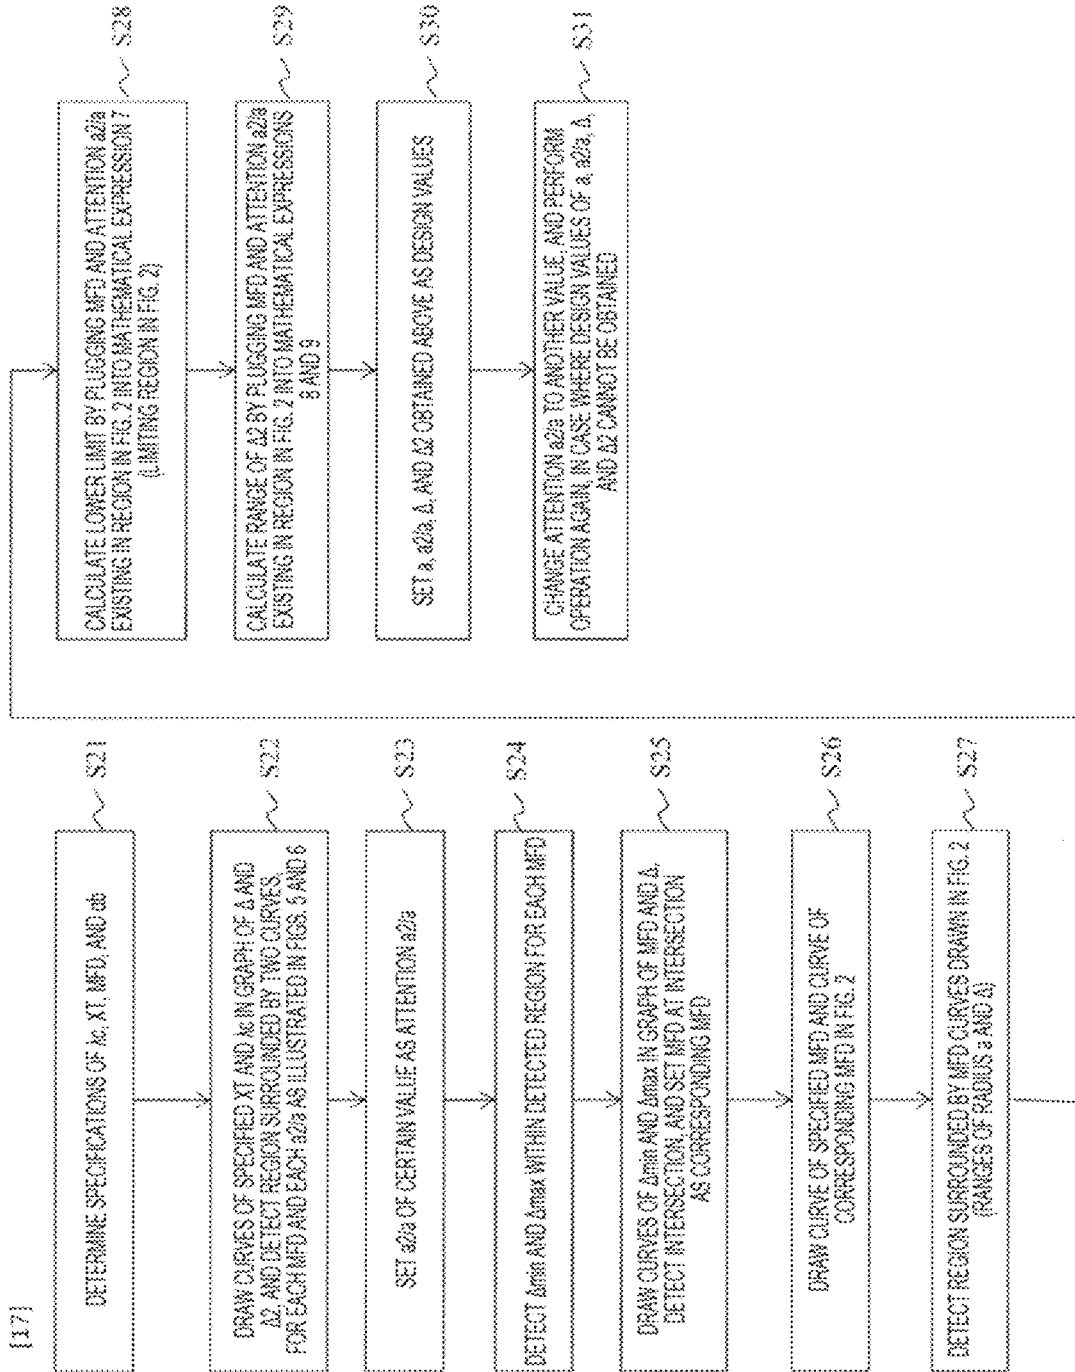 [17]
DETERMINE SPECIFICATIONS OF λc, XT, MFD, AND db
S21
DRAW CURVES OF SPECIFIED XT AND λc IN GRAPH OF Δ AND
Δ2, AND DETECT REGION SURROUNDED BY TWO CURVES,
FOR EACH MFD AND EACH a2/a AS ILLUSTRATED IN FIGS. 5 AND 6
S22
SET a2/a OF CERTAIN VALUE AS ATTENTION a2/a
S23
DETECT Δmin AND Δmax WITHIN DETECTED REGION FOR EACH MFD
S24
DRAW CURVES OF Δmin AND Δmax IN GRAPH OF MFD AND Δ,
DETECT INTERSECTION, AND SET MFD AT INTERSECTION
AS CORRESPONDING MFD
S25
DRAW CURVE OF SPECIFIED MFD AND CURVE OF
CORRESPONDING MFD IN FIG. 2
S26
DETECT REGION SURROUNDED BY MFD CURVES DRAWN IN FIG. 2
(RANGES OF RADIUS a AND Δ)
S27
CALCULATE LOWER LIMIT BY PLUGGING MFD AND ATTENTION a2/a
EXISTING IN REGION IN FIG. 2 INTO MATHEMATICAL EXPRESSION 7
(LIMITING REGION IN FIG. 2)
S28
CALCULATE RANGE OF Δ2 BY PLUGGING MFD AND ATTENTION a2/a
EXISTING IN REGION IN FIG. 2 INTO MATHEMATICAL EXPRESSIONS
8 AND 9
S29
SET a, a2/a, Δ, AND Δ2 OBTAINED ABOVE AS DESIGN VALUES
S30
CHANGE ATTENTION a2/a TO ANOTHER VALUE, AND PERFORM
OPERATION AGAIN, IN CASE WHERE DESIGN VALUES OF a, a2/a, Δ,
AND Δ2 CANNOT BE OBTAINED
S31